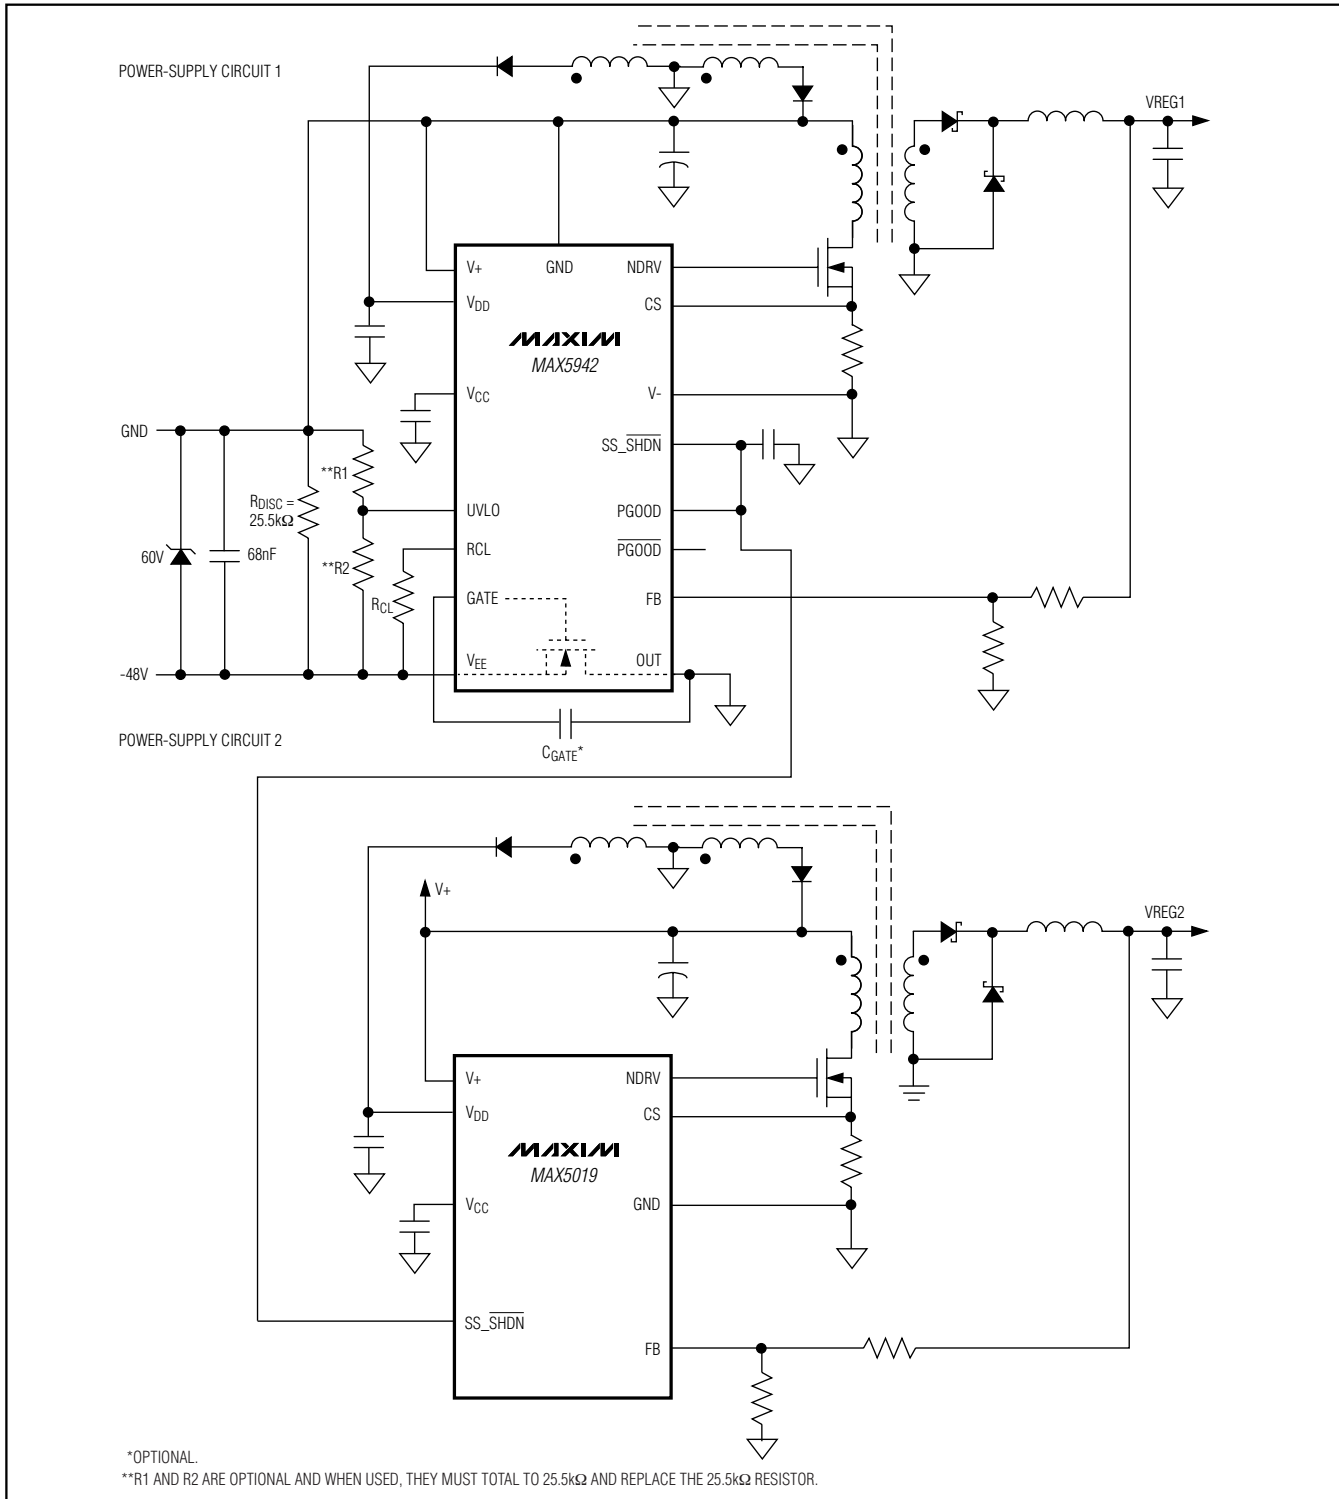 POWER-SUPPLY CIRCUIT 1
VREG1
V+
GND
NDRV
VDD
CS
MAXIM
MAX5942
VCC
V-
GND
SS_SHDN
**R1
RDISC =
25.5kΩ
UVLO
PGOOD
RCL
PGOOD
60V
68nF
**R2
RCL
GATE
FB
VEE
OUT
-48V
CGATE*
POWER-SUPPLY CIRCUIT 2
V+
VREG2
V+
NDRV
VDD
CS
MAXIM
MAX5019
VCC
GND
SS_SHDN
FB
*OPTIONAL.
**R1 AND R2 ARE OPTIONAL AND WHEN USED, THEY MUST TOTAL TO 25.5kΩ AND REPLACE THE 25.5kΩ RESISTOR.